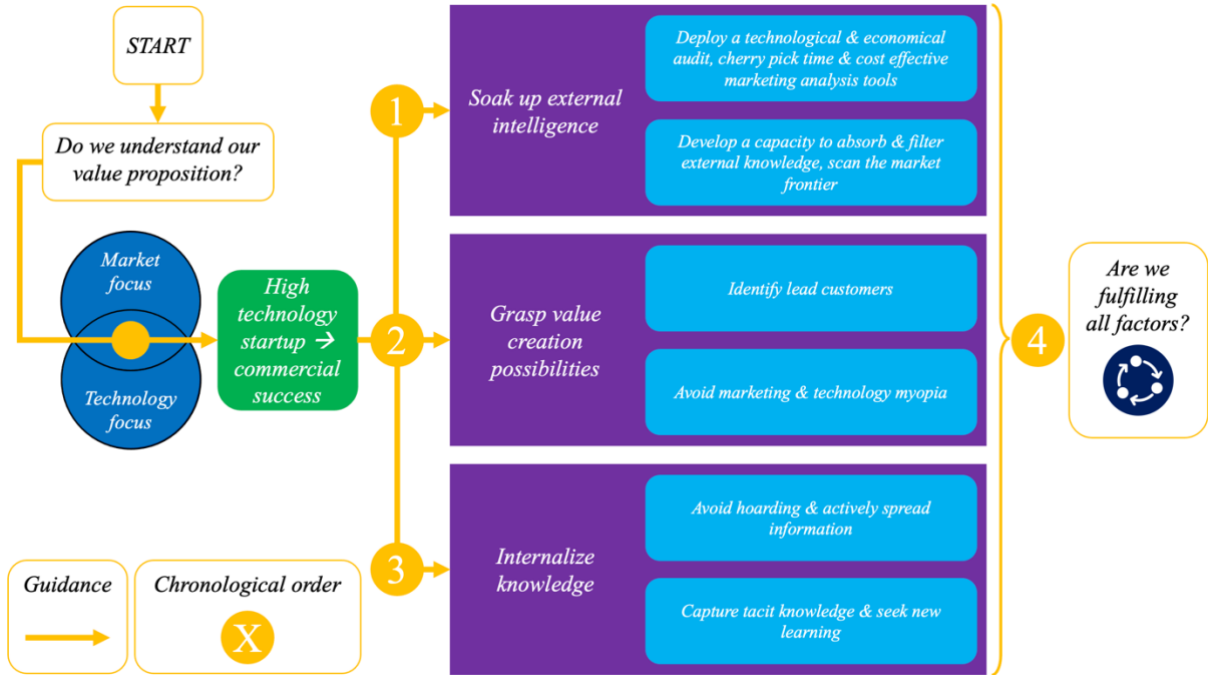 START
Do we understand our
value proposition?
Market
focus
Technology
focus
High
technology
startup →
commercial
success
1
Soak up external
intelligence
Deploy a technological & economical
audit, cherry pick time & cost effective
marketing analysis tools
Develop a capacity to absorb & filter
external knowledge, scan the market
frontier
2
Grasp value
creation
possibilities
Identify lead customers
Avoid marketing & technology myopia
3
Internalize
knowledge
Avoid hoarding & actively spread
information
Capture tacit knowledge & seek new
learning
4
Are we
fulfilling
all factors?
Guidance
Chronological order
X